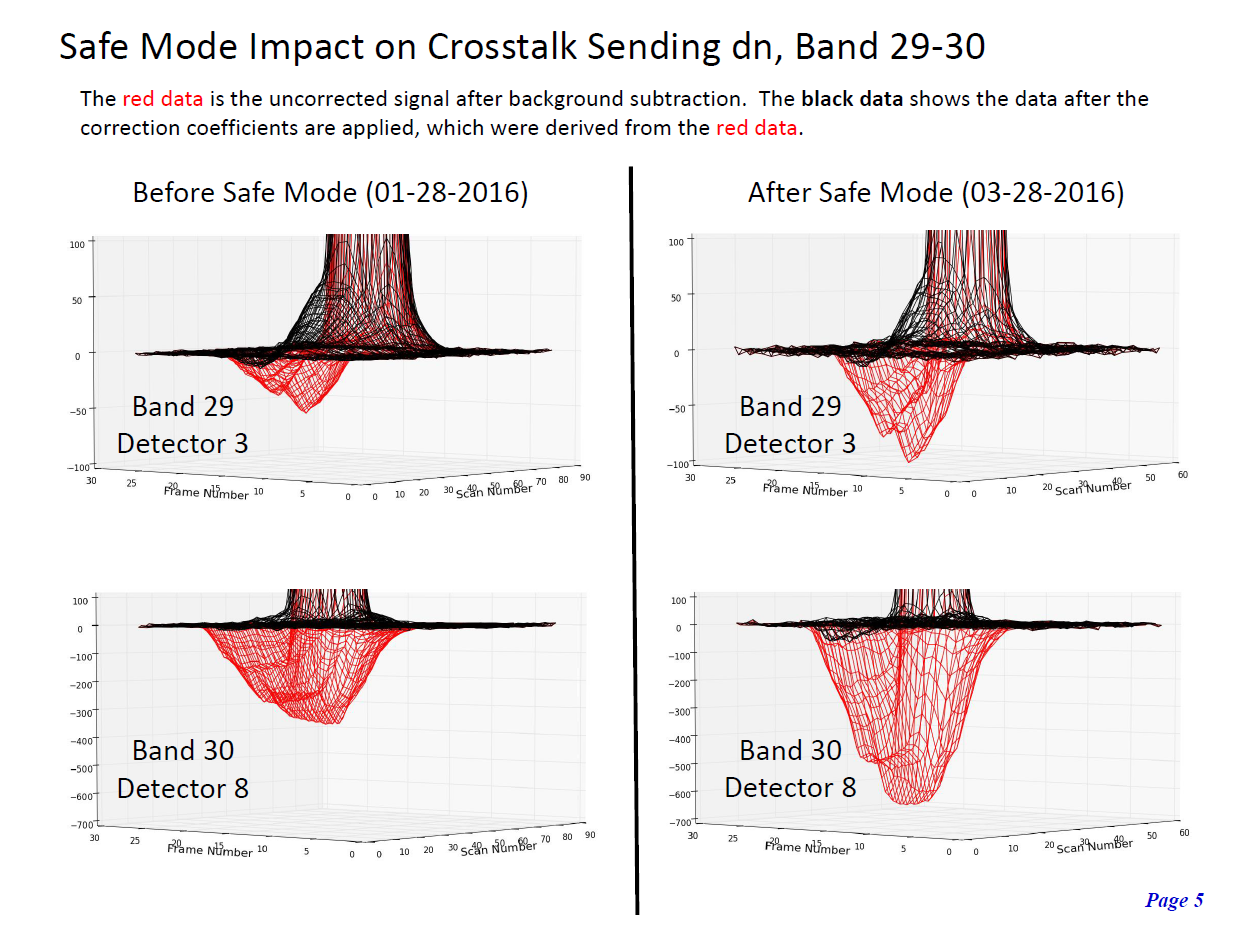 Safe Mode Impact on Crosstalk Sending dn, Band 29-30
The red data is the uncorrected signal after background subtraction. The black data shows the data after the
correction coefficients are applied, which were derived from the red data.
Before Safe Mode (01-28-2016)
100
50
0
−50
−100
Band 29
Detector 3
30 25 20 15 10 5 0
Frame Number
0 10 20 30 40 50 60 70 80 90
Scan Number
After Safe Mode (03-28-2016)
100
50
0
−50
−100
Band 29
Detector 3
30 25 20 15 10 5 0
Frame Number
0 10 20 30 40 50 60
Scan Number
100
0
−100
−200
−300
−400
−500
−600
−700
Band 30
Detector 8
30 25 20 15 10 5 0
Frame Number
0 10 20 30 40 50 60 70 80 90
Scan Number
100
0
−100
−200
−300
−400
−500
−600
−700
Band 30
Detector 8
30 25 20 15 10 5 0
Frame Number
0 10 20 30 40 50 60
Scan Number
Page 5